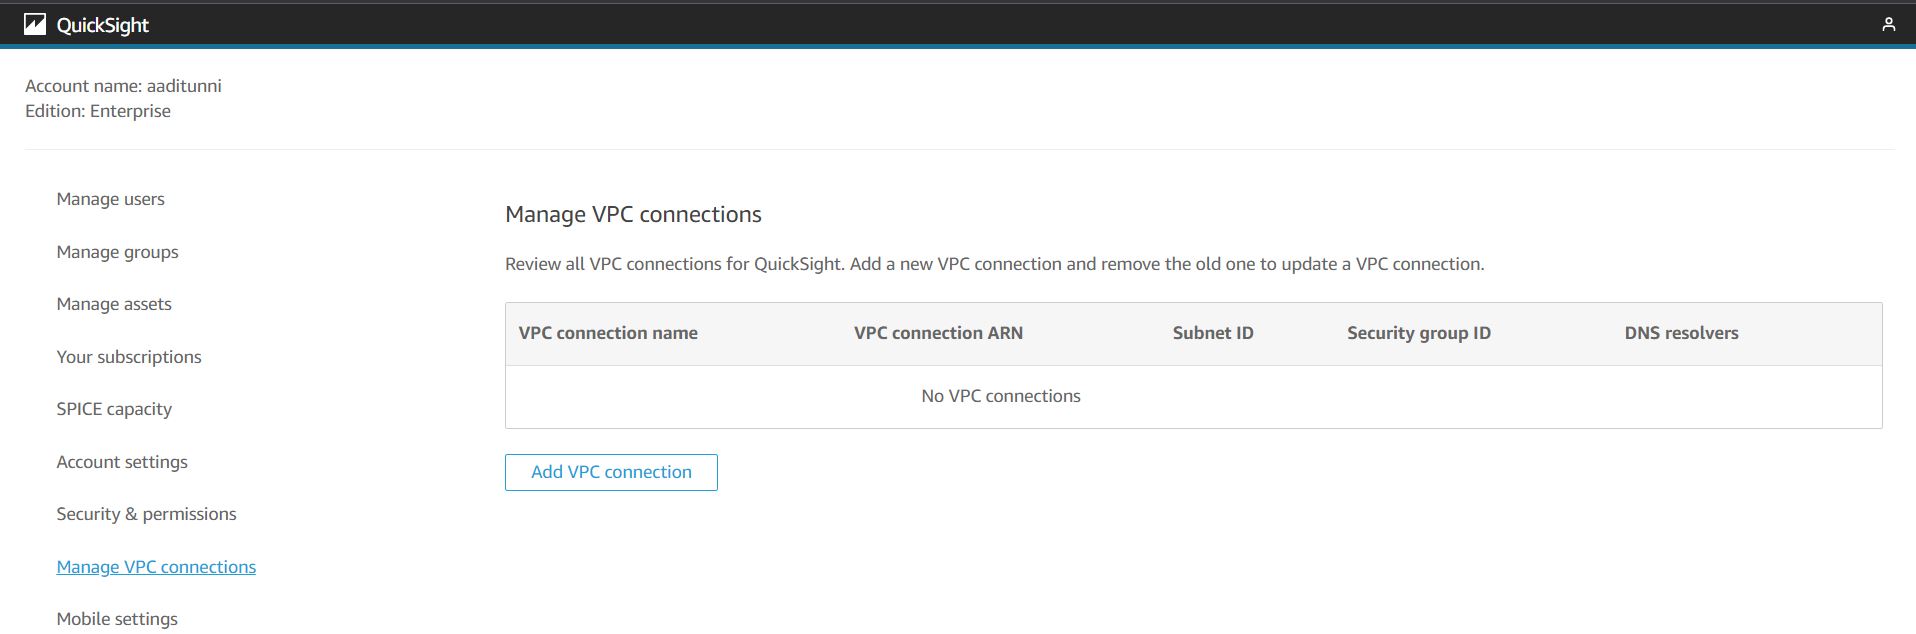 QuickSight
Account name: aaditunni
Edition: Enterprise
Manage users
Manage groups
Manage assets
Your subscriptions
SPICE capacity
Account settings
Security & permissions
Manage VPC connections
Mobile settings
Manage VPC connections
Review all VPC connections for QuickSight. Add a new VPC connection and remove the old one to update a VPC connection.
VPC connection name VPC connection ARN Subnet ID Security group ID DNS resolvers
No VPC connections
Add VPC connection